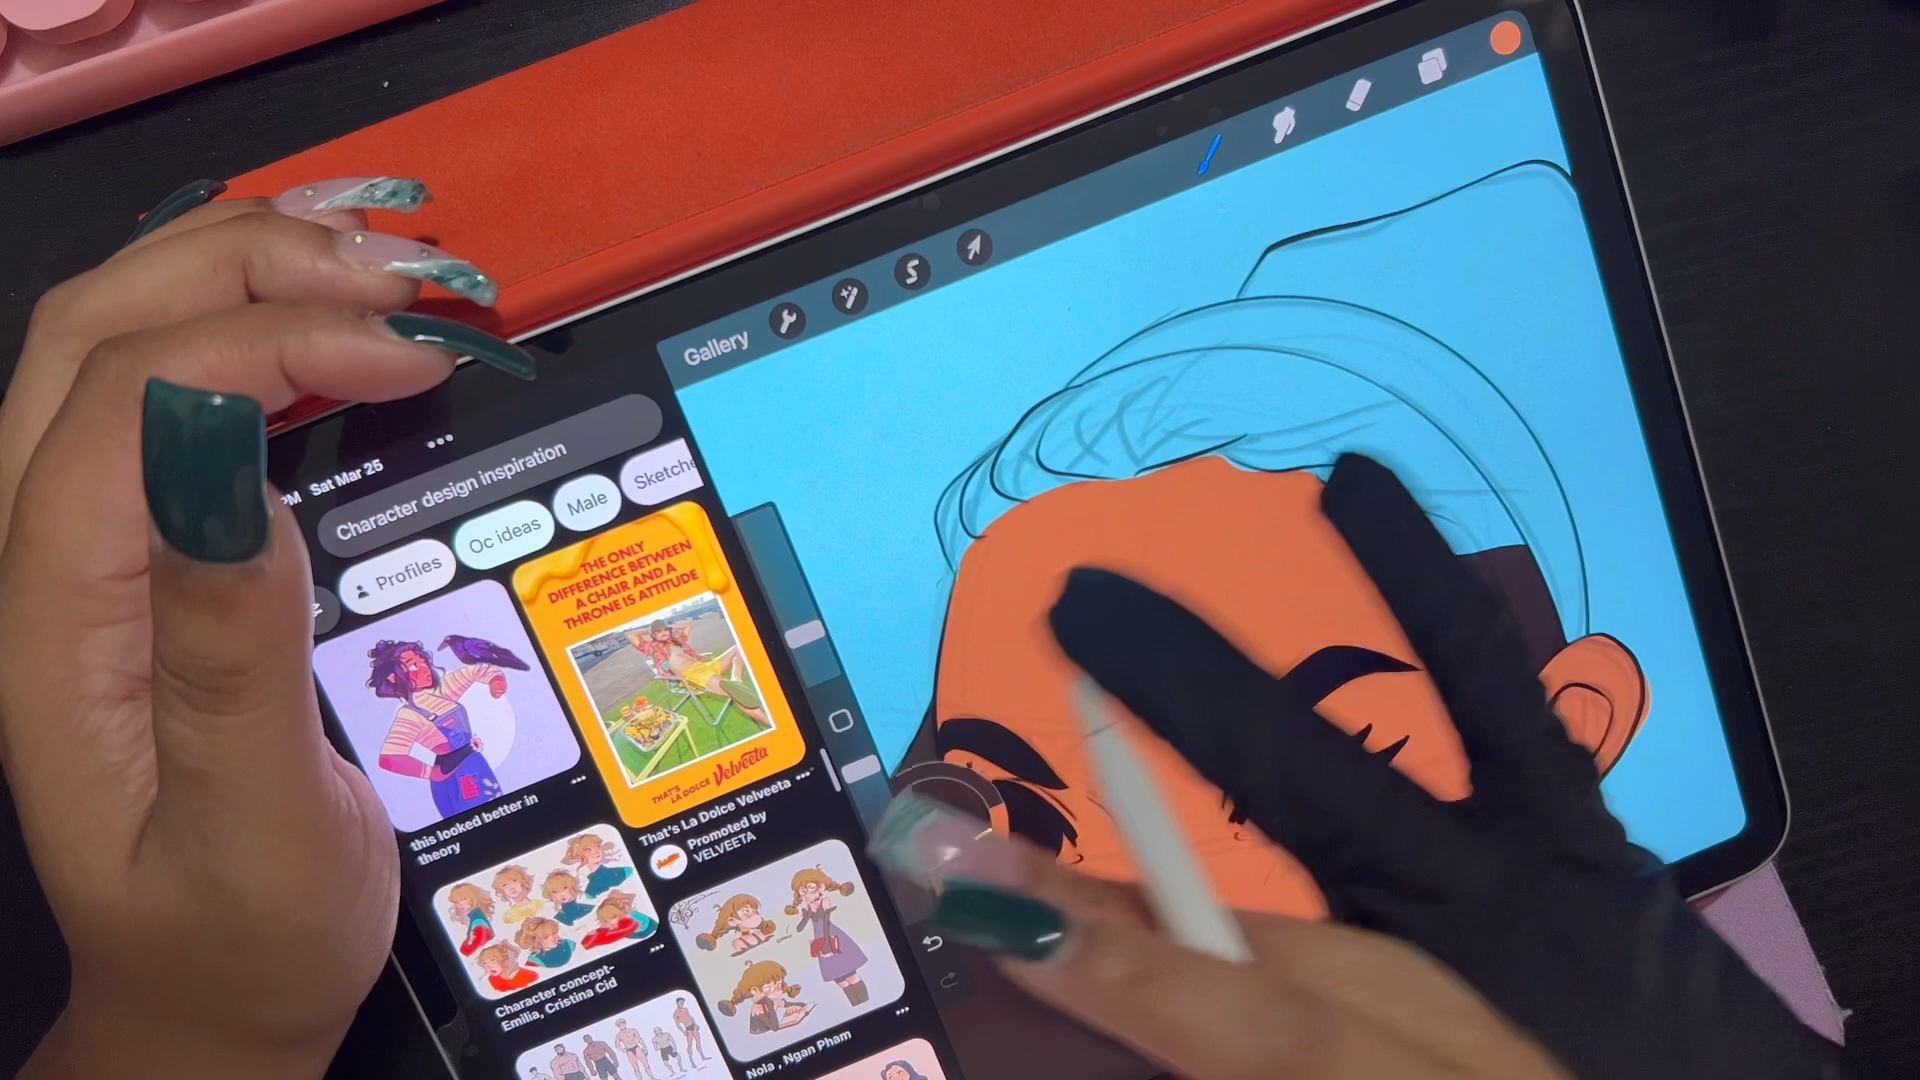 Gallery
PM Sat Mar 25
Character design inspiration
Profiles
Oc ideas
Male
THE ONLY
DIFFERENCE BETWEEN
A CHAIR AND A
THRONE IS ATTITUDE
THAT'S
LA DOLCE Velveeta
this looked better in
theory
That's La Dolce Velveeta
Promoted by
VELVEETA
Character concept-
Emilia, Cristina Cid
Nola , Ngan Pham